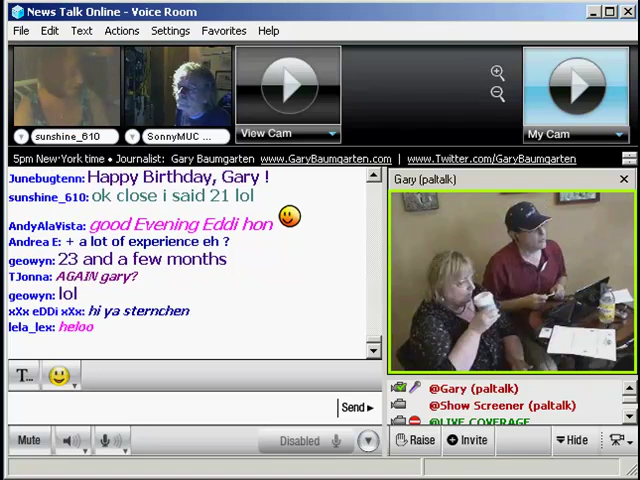 News Talk Online - Voice Room
File Edit Text Actions Settings Favorites Help
sunshine_610
SonnyMUC ...
View Cam
My Cam
5pm New York time • Journalist: Gary Baumgarten www.GaryBaumgarten.com | www.Twitter.com/GaryBaumgarten
Junebugtenn: Happy Birthday, Gary !
sunshine_610: ok close i said 21 lol
AndyAlaVista: good Evening Eddi hon
Andrea E: + a lot of experience eh ?
geowyn: 23 and a few months
TJonna: AGAIN gary?
geowyn: lol
xXx eDDi xXx: hi ya sternchen
lela_lex: heloo
Gary (paltalk)
T...
Send
@Gary (paltalk)
@Show Screener (paltalk)
@LIVE COVERAGE
Mute
Disabled
Raise
Invite
Hide